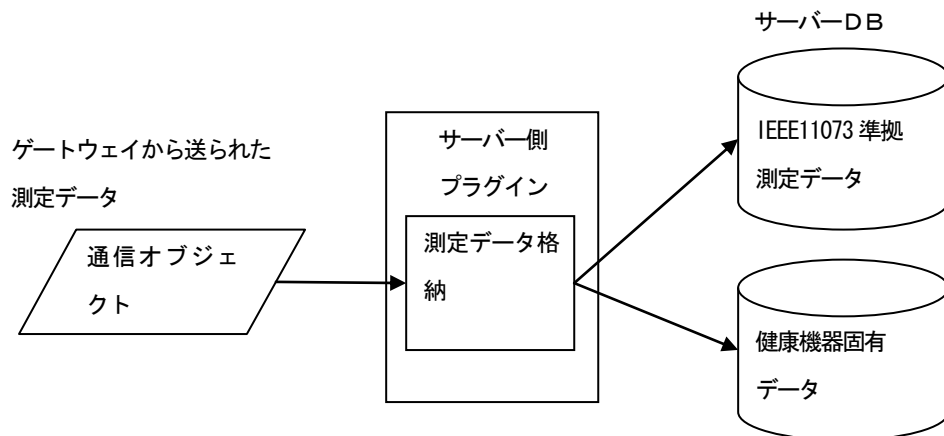 ゲートウェイから送られた
測定データ
通信オブジェ
クト
サーバー側
プラグイン
測定データ格
納
サーバーＤＢ
IEEE11073 準拠
測定データ
健康機器固有
データ